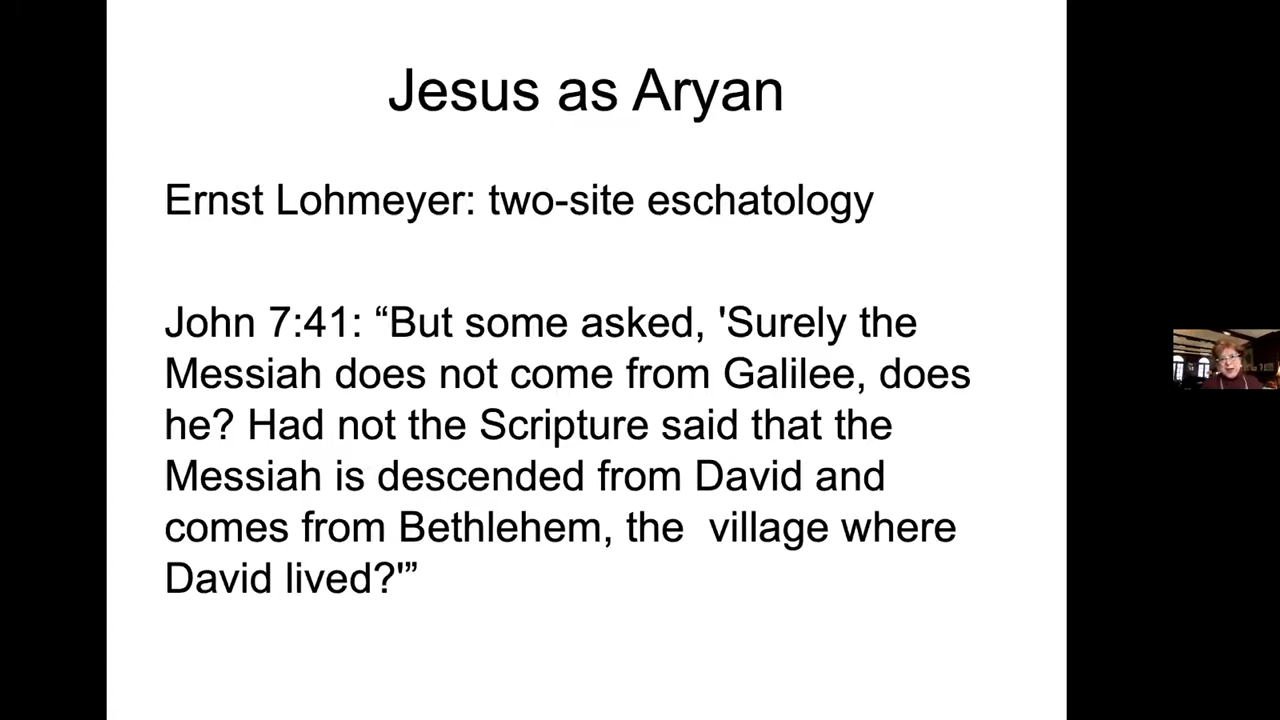 Jesus as Aryan
Ernst Lohmeyer: two-site eschatology
John 7:41: “But some asked, 'Surely the
Messiah does not come from Galilee, does
he? Had not the Scripture said that the
Messiah is descended from David and
comes from Bethlehem, the  village where
David lived?'”